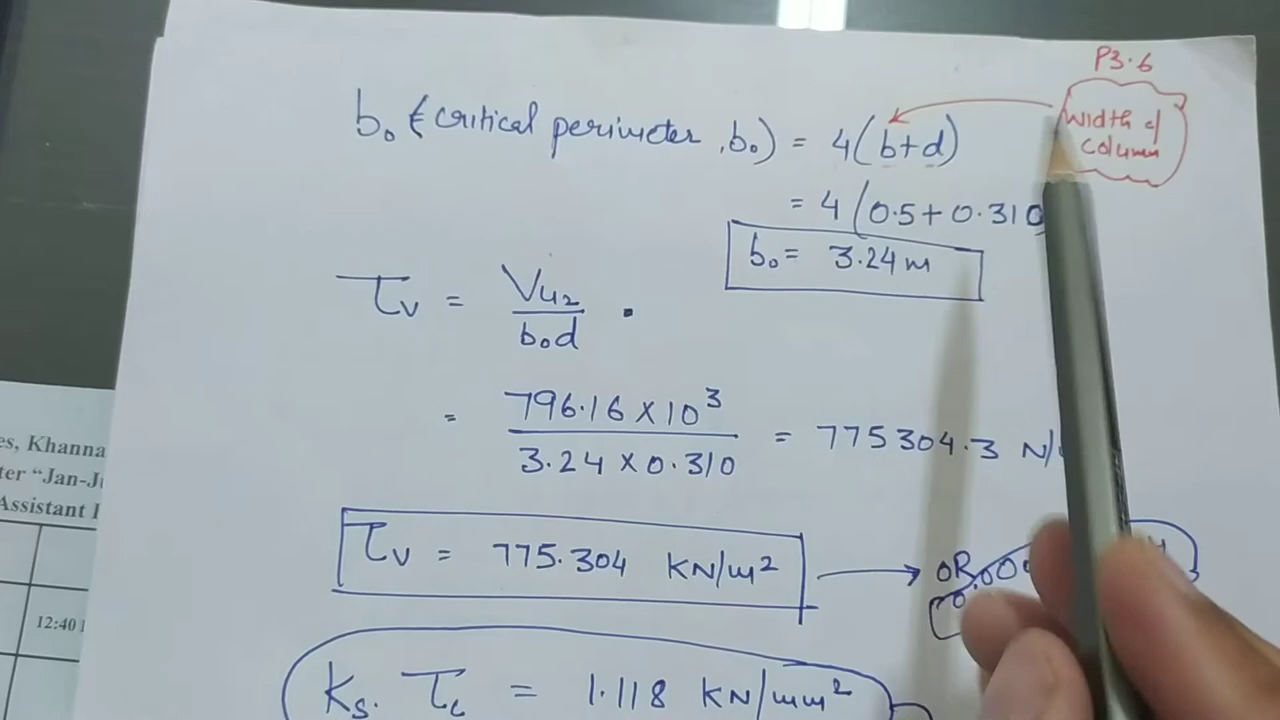 P3.6
b₀ (critical perimeter, b₀) = 4(b+d)
width of
column
= 4(0.5+0.310
b₀ = 3.24m
τv = Vu₂ / b₀d
= 796.16 × 10³ / 3.24 × 0.310 = 775304.3 N/
τv = 775.304 KN/m²
OR
es, Khanna
ter "Jan-J
Assistant
12:40
Ks. τc = 1.118 KN/mm²